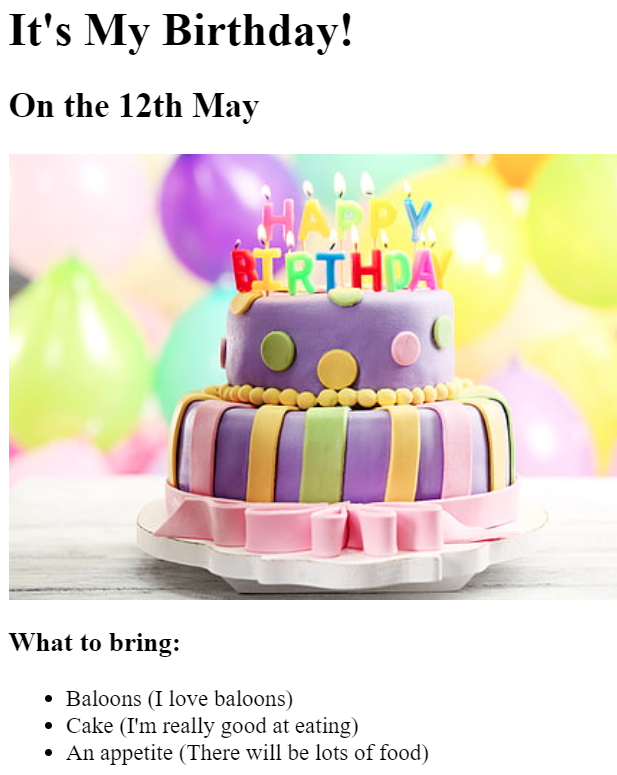 It's My Birthday!
On the 12th May
HAPPY
BIRTHDAY
What to bring:
Baloons (I love baloons)
Cake (I'm really good at eating)
An appetite (There will be lots of food)